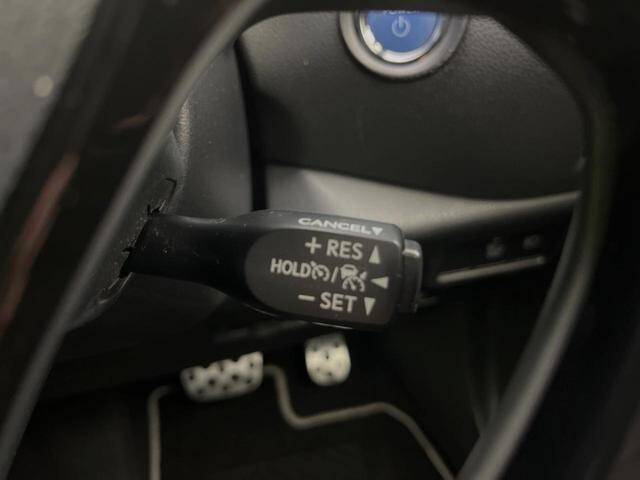 CANCEL▼
+ RES ▲
HOLD /
− SET ▼